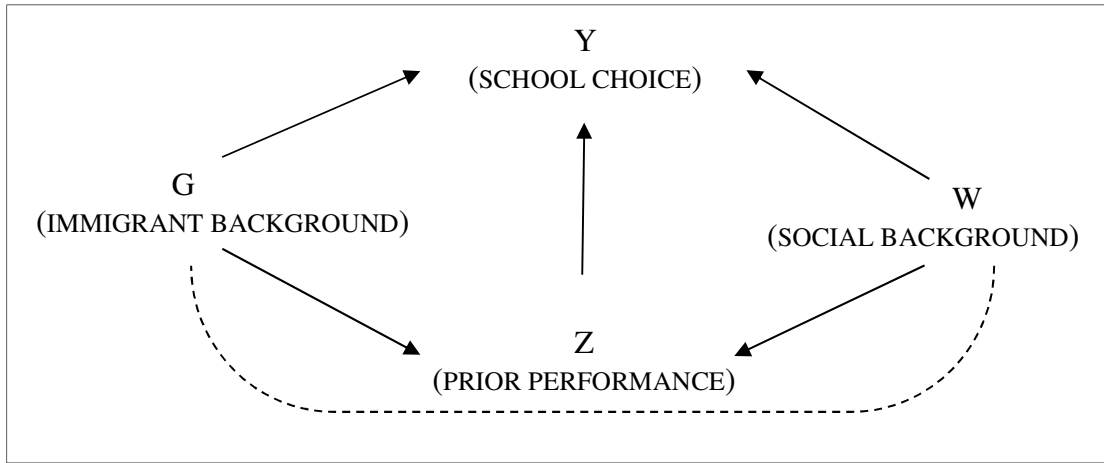 Y
(SCHOOL CHOICE)
G
(IMMIGRANT BACKGROUND)
W
(SOCIAL BACKGROUND)
Z
(PRIOR PERFORMANCE)